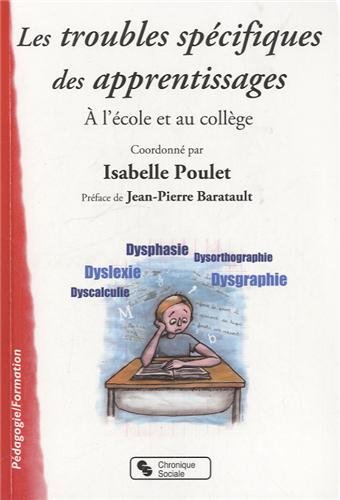 Les troubles spécifiques
des apprentissages
À l'école et au collège
Coordonné par
Isabelle Poulet
Préface de Jean-Pierre Baratault
Dysphasie
Dysorthographie
Dyslexie
Dysgraphie
Dyscalculie
M
Pédagogie/Formation
Chronique
Sociale